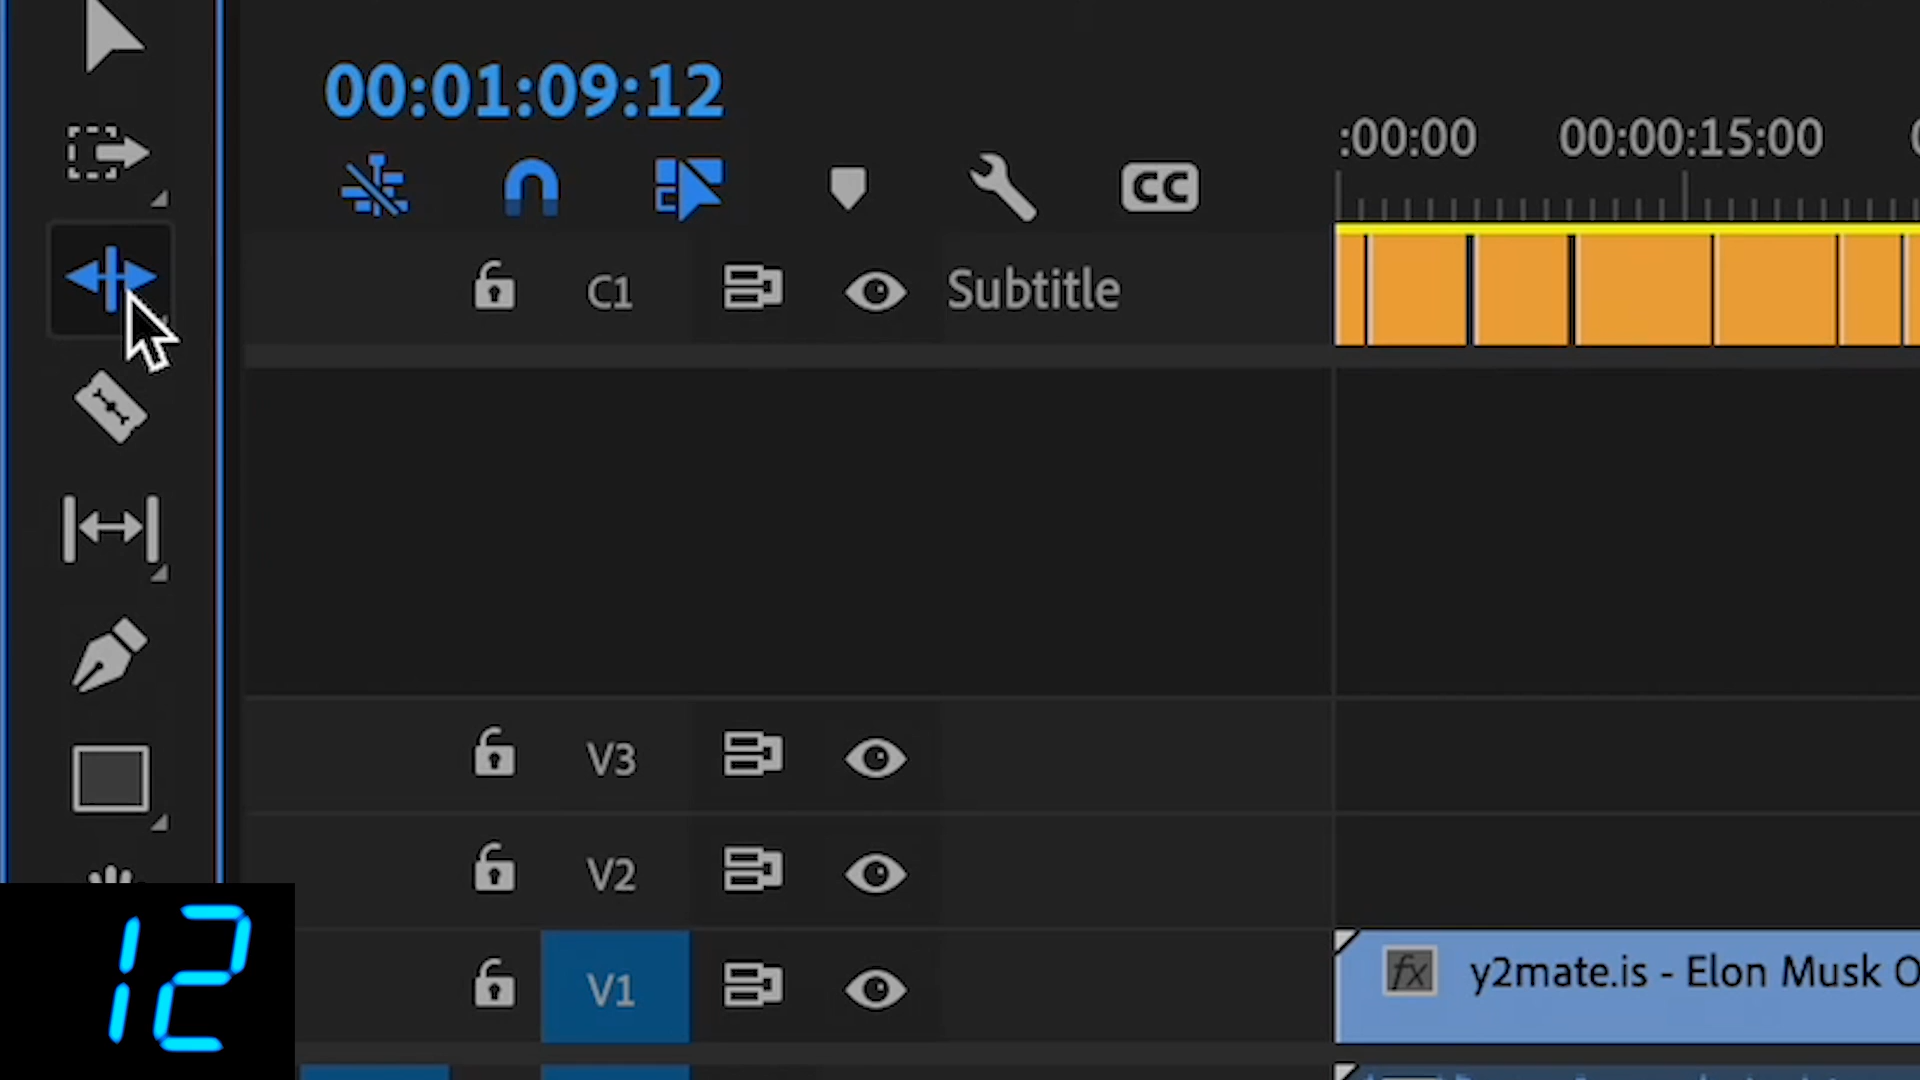 00:01:09:12
:00:00 00:00:15:00
CC
C1 Subtitle
V3
V2
V1
fx y2mate.is - Elon Musk O
12